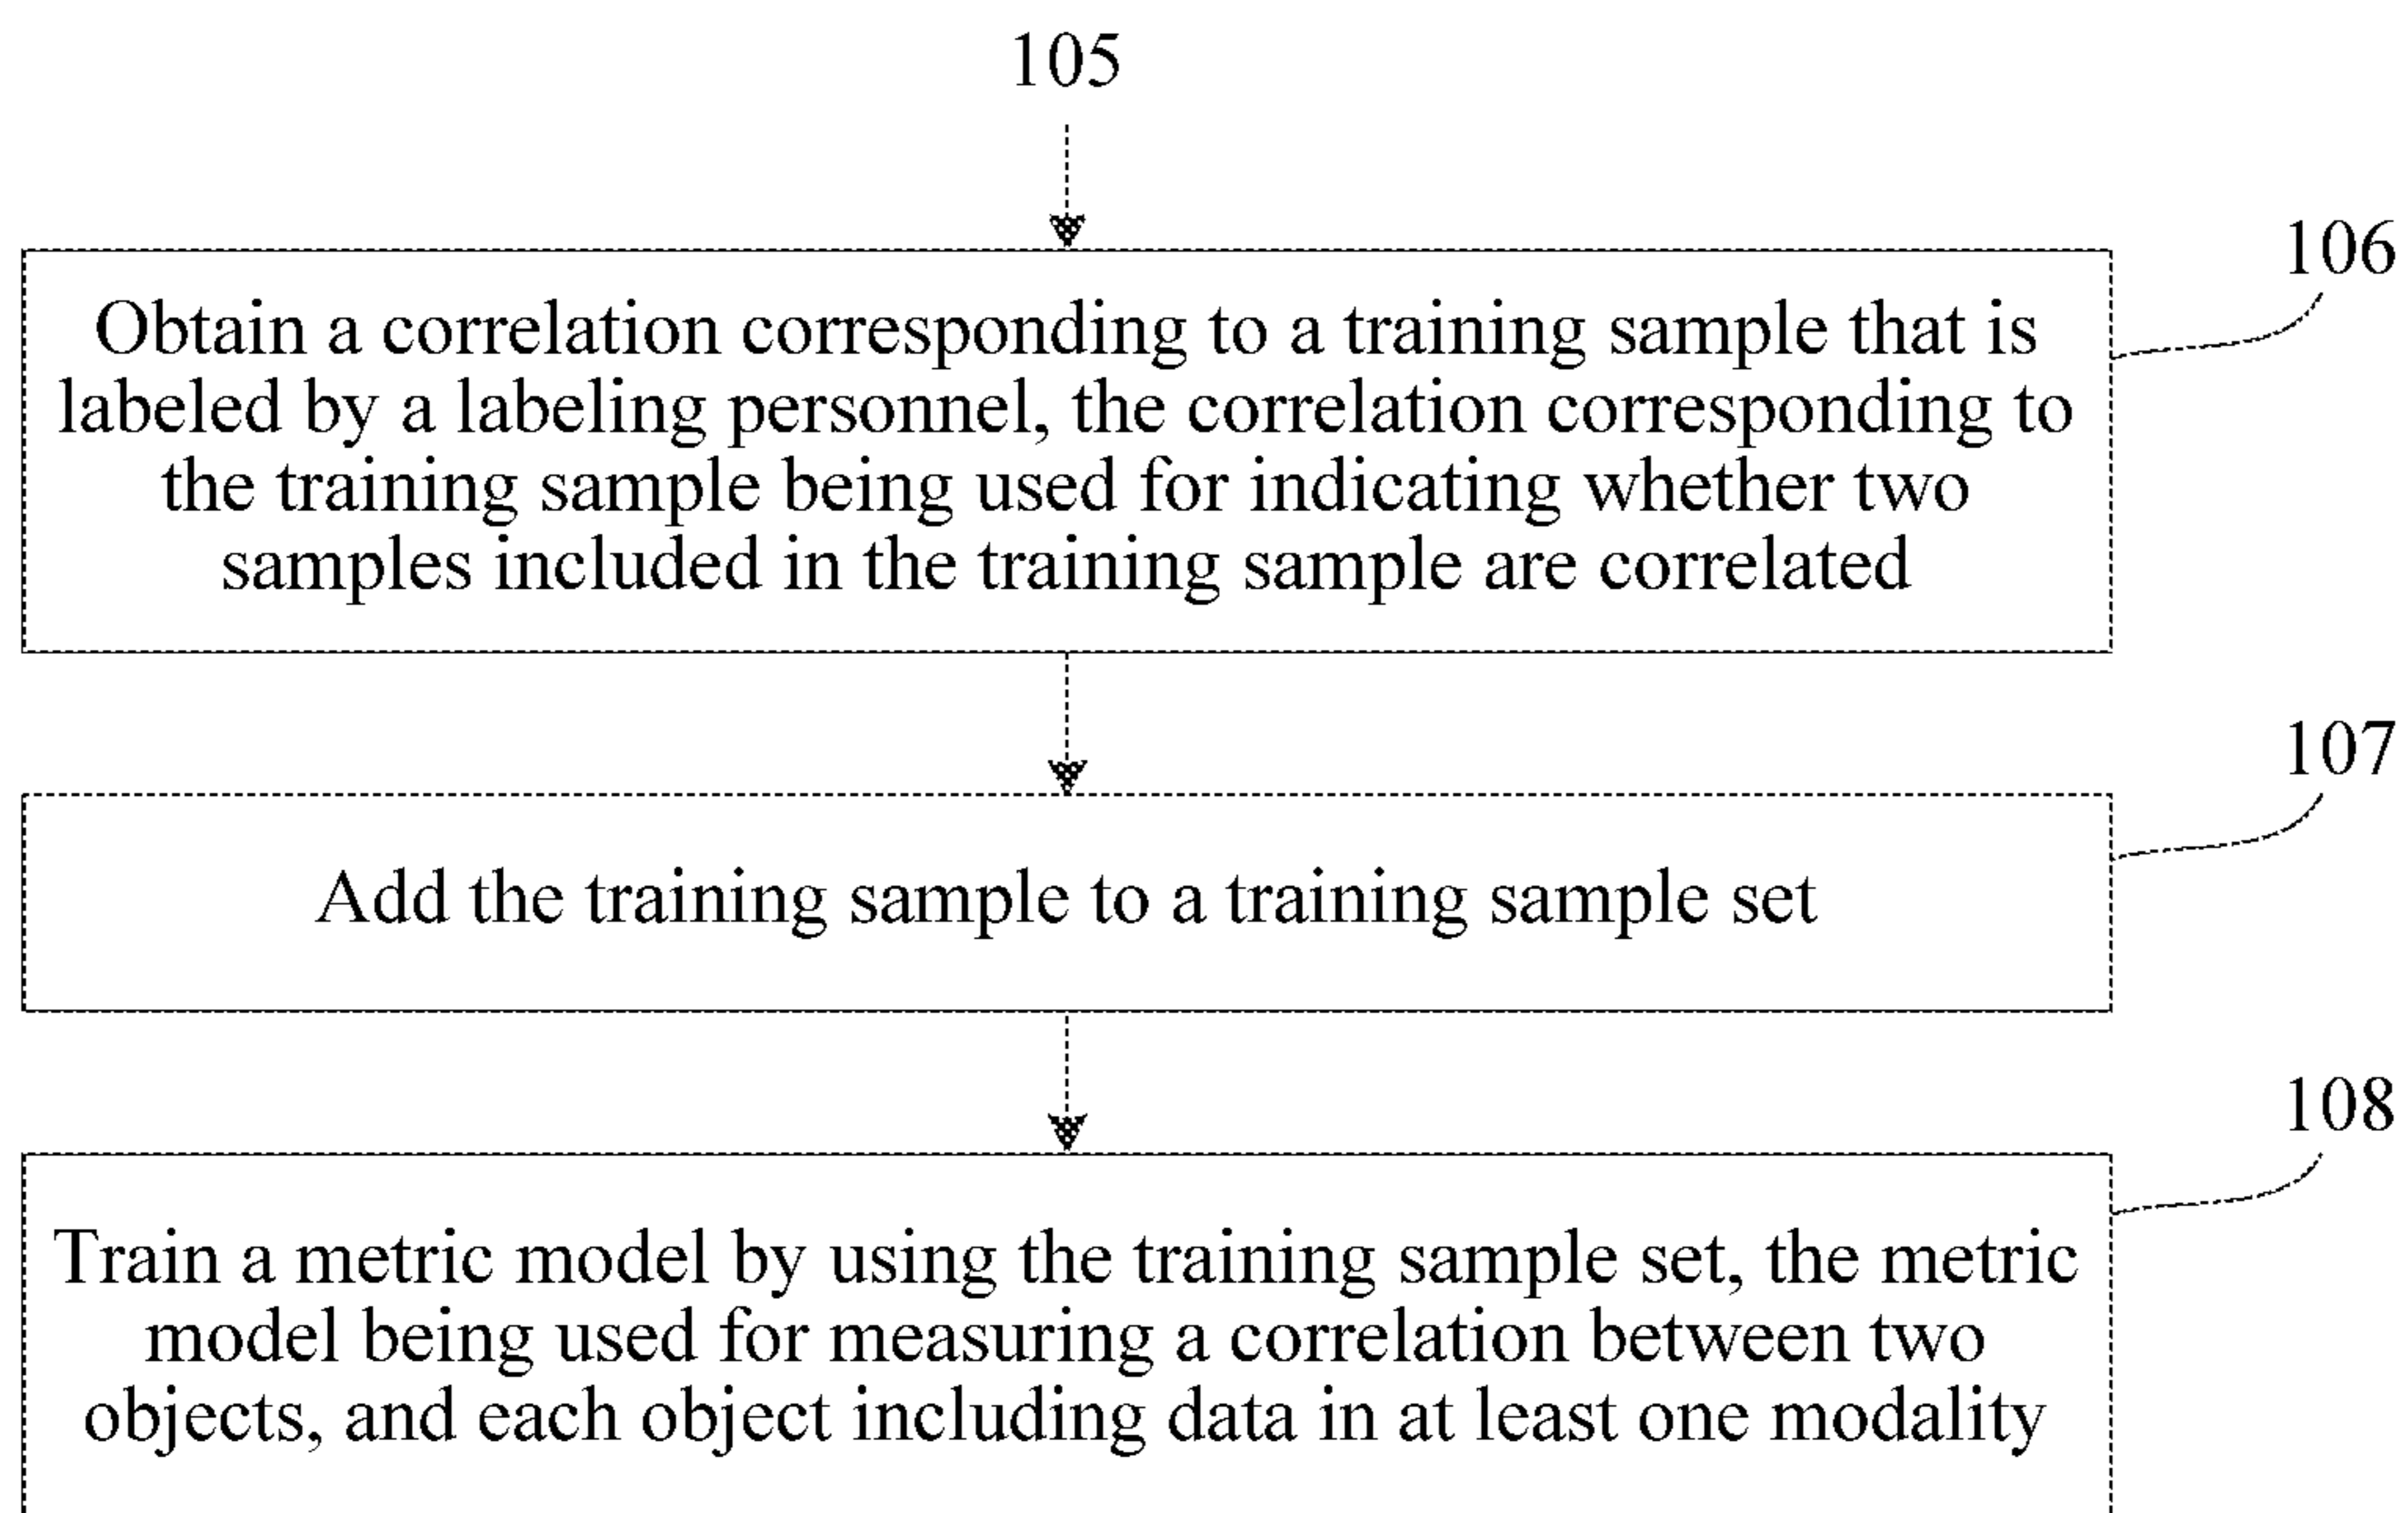 105
106
Obtain a correlation corresponding to a training sample that is
labeled by a labeling personnel, the correlation corresponding to
the training sample being used for indicating whether two
samples included in the training sample are correlated
107
Add the training sample to a training sample set
108
Train a metric model by using the training sample set, the metric
model being used for measuring a correlation between two
objects, and each object including data in at least one modality